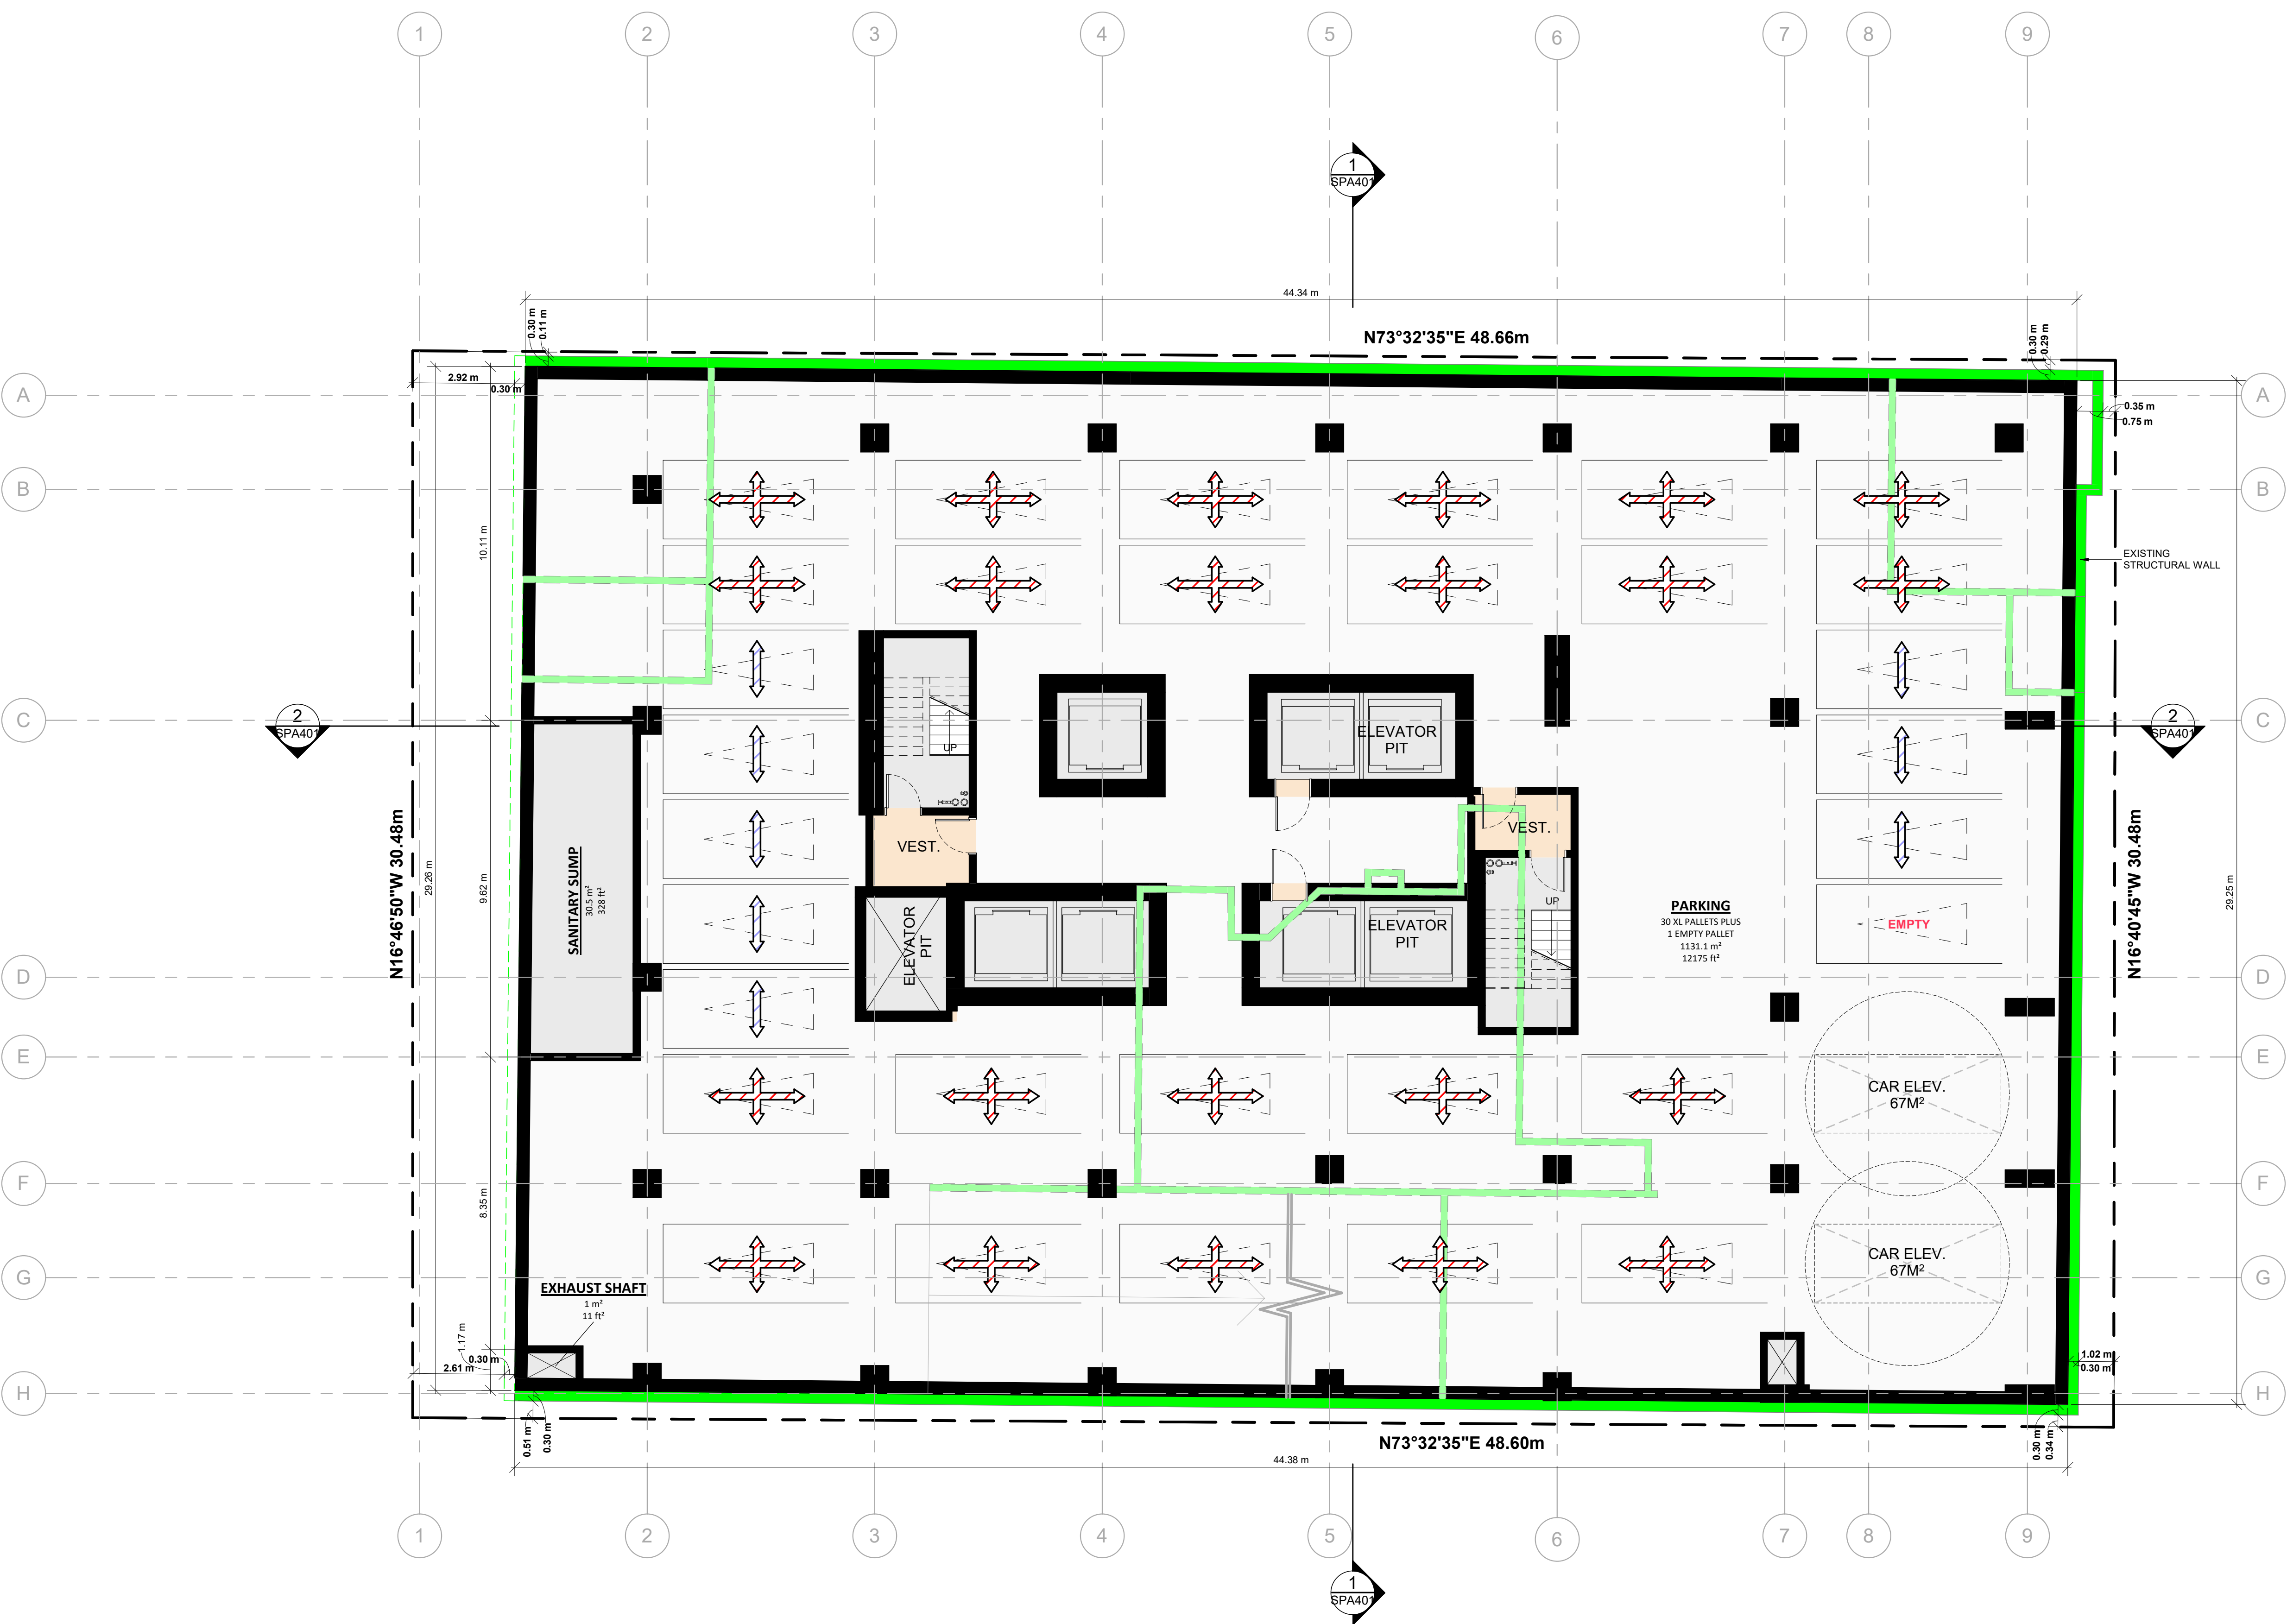 1 2 3 4 5 6 7 8 9
1
SPA401
44.34 m
N73°32'35"E 48.66m
0.30 m
0.11 m
0.30 m
0.29 m
2.92 m
0.30 m
A
A
0.35 m
0.75 m
B
B
10.11 m
EXISTING
STRUCTURAL WALL
C
C
2
SPA401
2
SPA401
UP
ELEVATOR
PIT
VEST.
VEST.
N16°46'50"W 30.48m
29.26 m
9.62 m
SANITARY SUMP
30.5 m²
328 ft²
ELEVATOR
PIT
ELEVATOR
PIT
UP
PARKING
30 XL PALLETS PLUS
1 EMPTY PALLET
1131.1 m²
12175 ft²
EMPTY
N16°40'45"W 30.48m
29.25 m
D
D
E
E
CAR ELEV.
67M²
F
F
8.35 m
CAR ELEV.
67M²
G
G
EXHAUST SHAFT
1 m²
11 ft²
1.17 m
0.30 m
2.61 m
1.02 m
0.30 m
H
H
0.51 m
0.30 m
N73°32'35"E 48.60m
0.30 m
0.34 m
44.38 m
1 2 3 4 5 6 7 8 9
1
SPA401